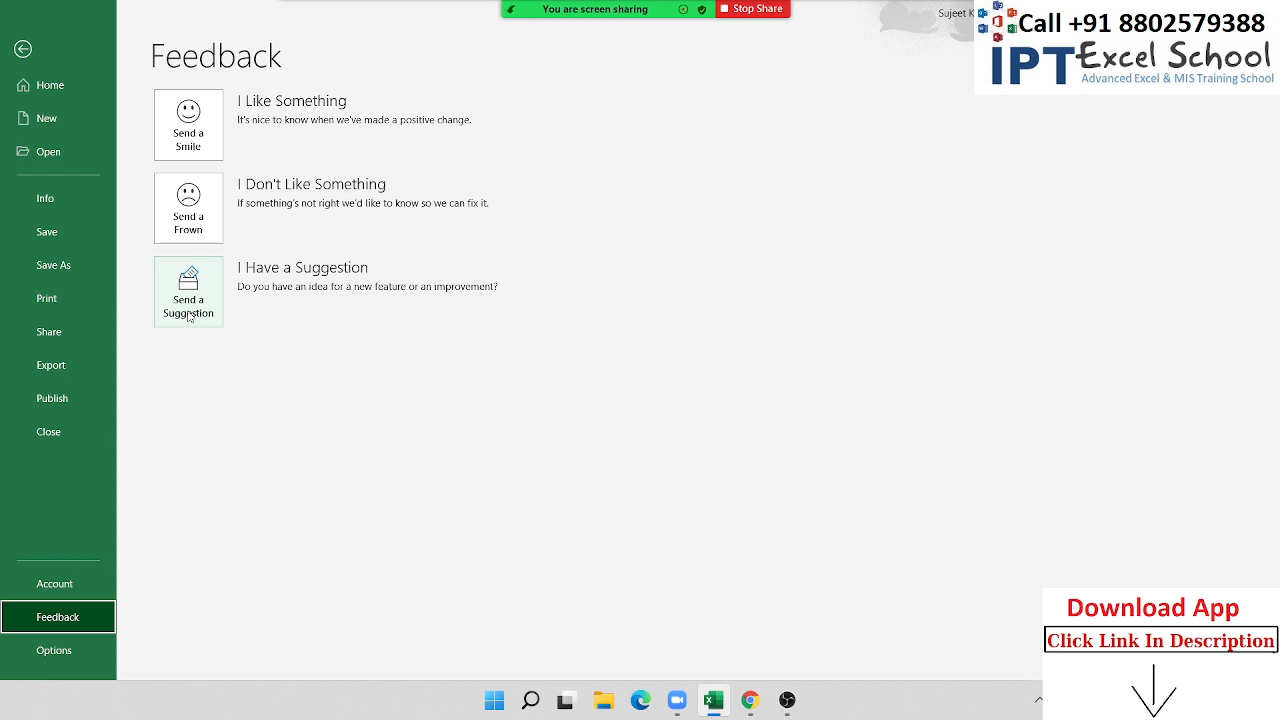 You are screen sharing
Stop Share
Sujeet K
Call +91 8802579388
IPT Excel School
Advanced Excel & MIS Training School
Feedback
Home
New
Open
Info
Save
Save As
Print
Share
Export
Publish
Close
Account
Feedback
Options
Send a
Smile
I Like Something
It's nice to know when we've made a positive change.
Send a
Frown
I Don't Like Something
If something's not right we'd like to know so we can fix it.
Send a
Suggestion
I Have a Suggestion
Do you have an idea for a new feature or an improvement?
Download App
Click Link In Description